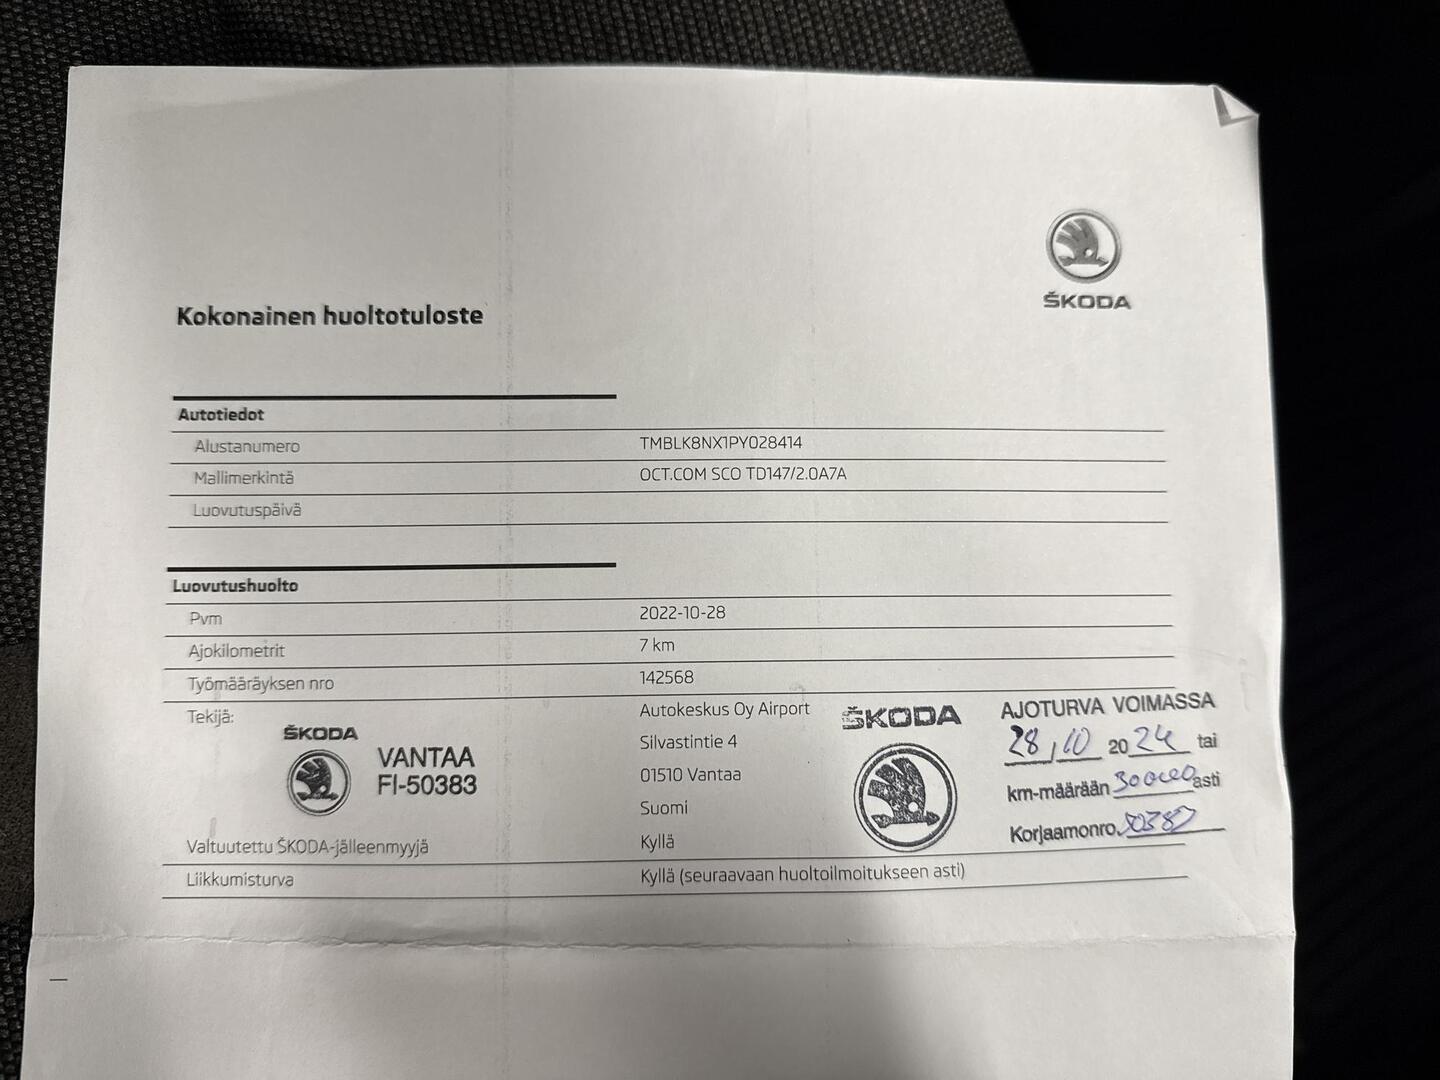 ŠKODA
Kokonainen huoltotuloste
Autotiedot
Alustanumero TMBLK8NX1PY028414
Mallimerkintä OCT.COM SCO TD147/2.0A7A
Luovutuspäivä
Luovutushuolto
Pvm 2022-10-28
Ajokilometrit 7 km
Työmääräyksen nro 142568
Tekijä: Autokeskus Oy Airport
Silvastintie 4
01510 Vantaa
Suomi
ŠKODA
VANTAA
FI-50383
ŠKODA
AJOTURVA VOIMASSA
28,10 2024 tai
km-määrään 30000 asti
Korjaamonro. 50383
Valtuutettu ŠKODA-jälleenmyyjä Kyllä
Liikkumisturva Kyllä (seuraavaan huoltoilmoitukseen asti)